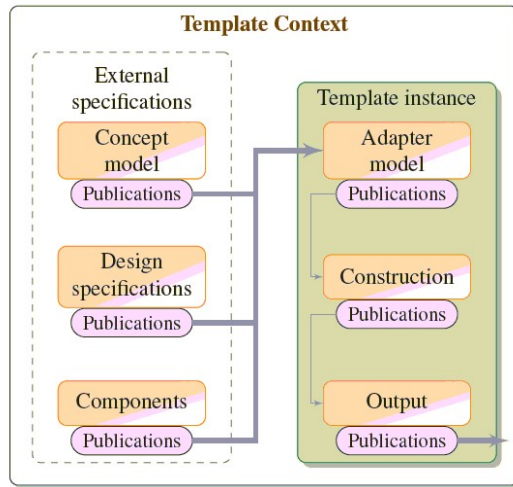 Template Context
External
specifications
Concept
model
Publications
Design
specifications
Publications
Components
Publications
Template instance
Adapter
model
Publications
Construction
Publications
Output
Publications